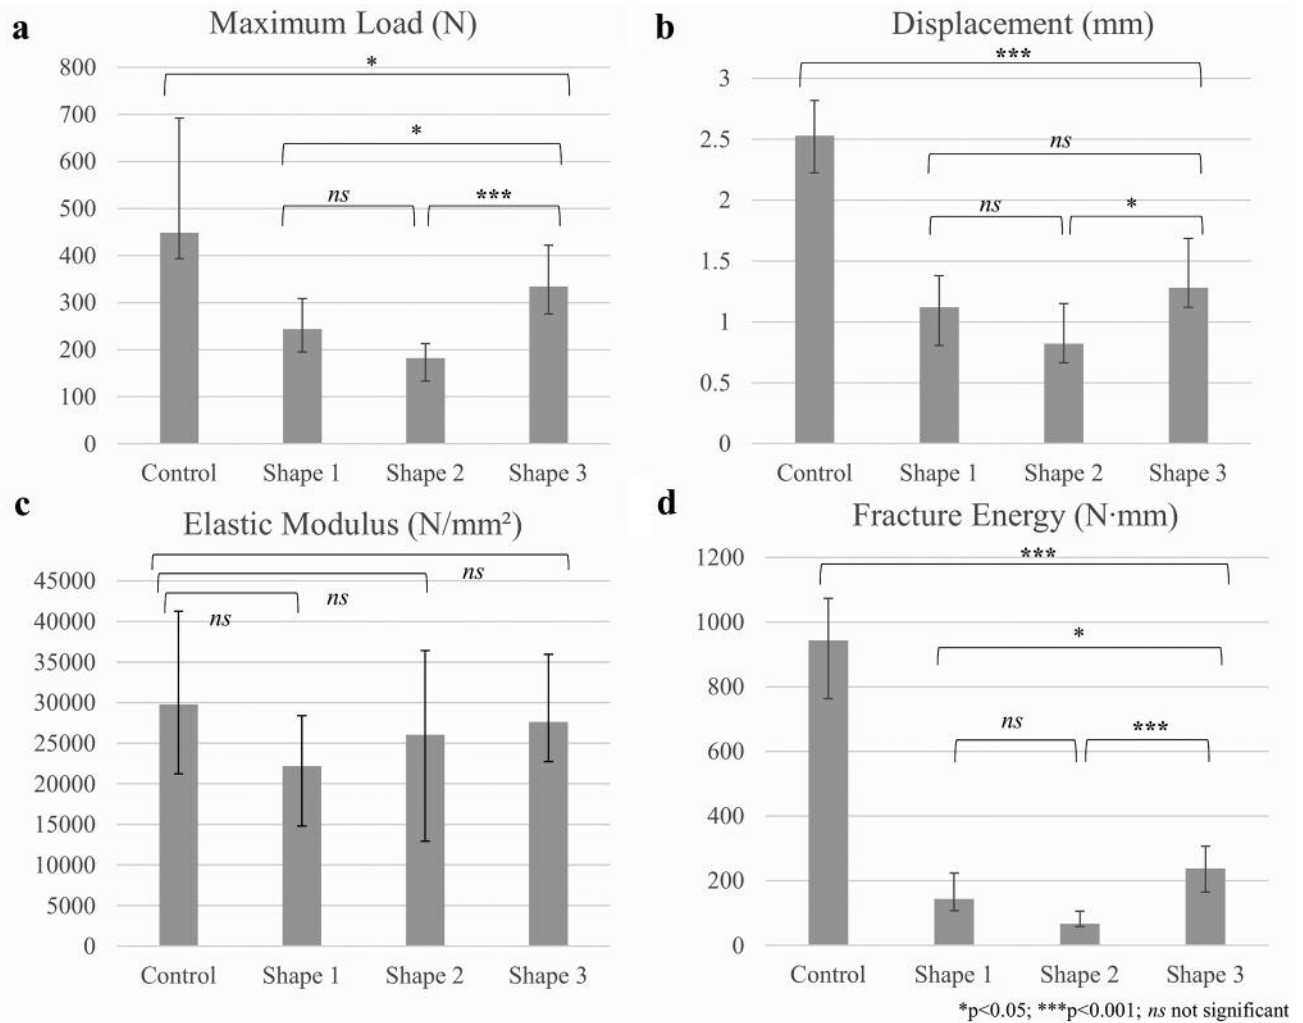 a
Maximum Load (N)
800
700
600
500
400
300
200
100
0
*
*
ns
***
Control Shape 1 Shape 2 Shape 3
b
Displacement (mm)
3
2.5
2
1.5
1
0.5
0
***
ns
ns
*
Control Shape 1 Shape 2 Shape 3
c
Elastic Modulus (N/mm²)
45000
40000
35000
30000
25000
20000
15000
10000
5000
0
ns
ns
ns
Control Shape 1 Shape 2 Shape 3
d
Fracture Energy (N·mm)
1200
1000
800
600
400
200
0
***
*
ns
***
Control Shape 1 Shape 2 Shape 3
*p<0.05; ***p<0.001; ns not significant